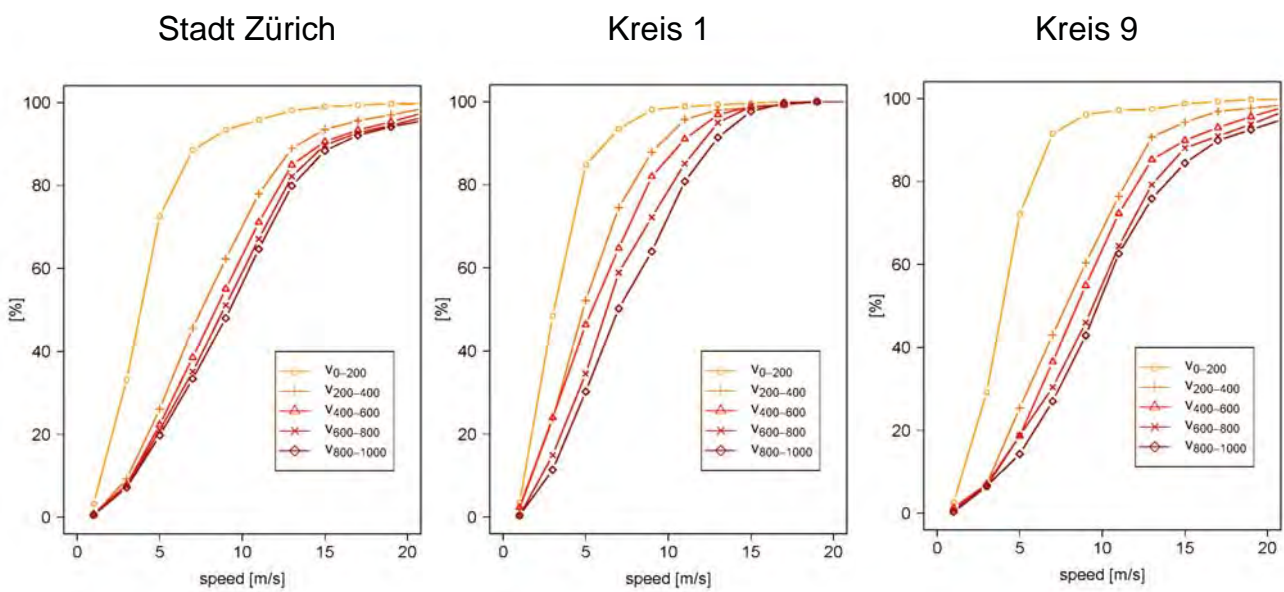 Stadt Zürich
Kreis 1
Kreis 9
[%]
100
80
60
40
20
0
v0–200
v200–400
v400–600
v600–800
v800–1000
0 5 10 15 20
speed [m/s]
[%]
100
80
60
40
20
0
v0–200
v200–400
v400–600
v600–800
v800–1000
0 5 10 15 20
speed [m/s]
[%]
100
80
60
40
20
0
v0–200
v200–400
v400–600
v600–800
v800–1000
0 5 10 15 20
speed [m/s]